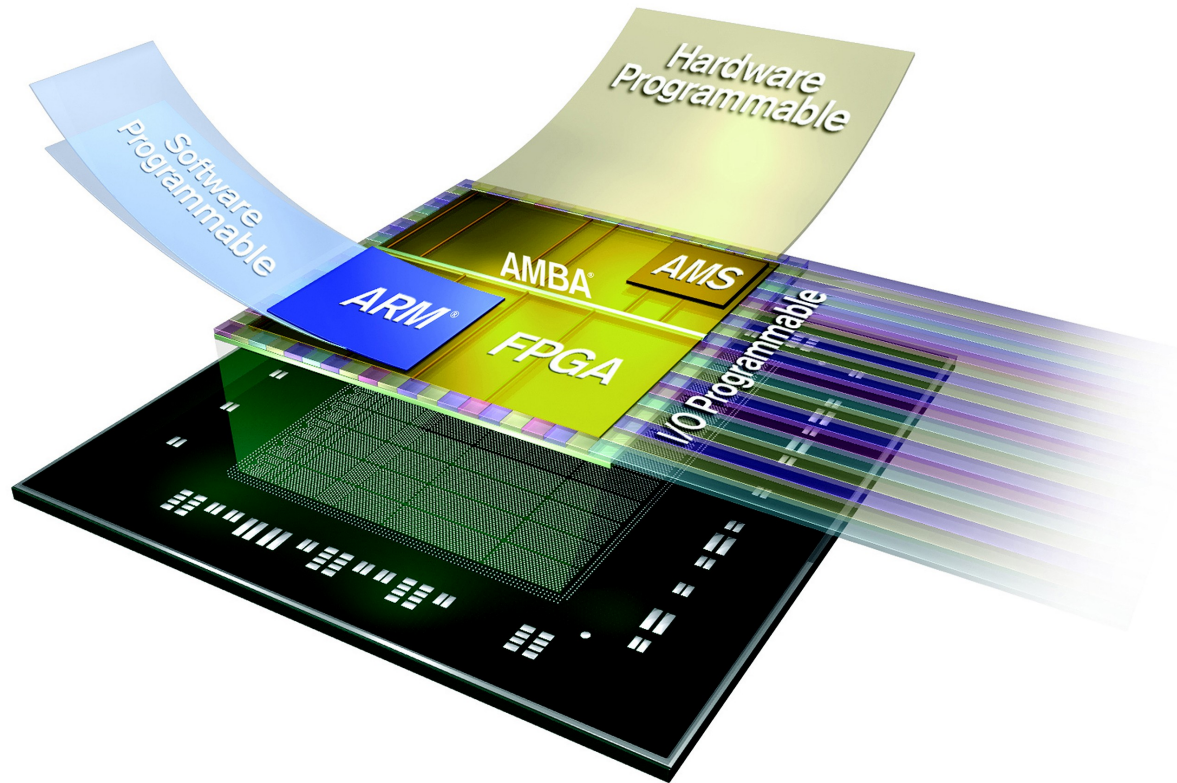 Hardware
Programmable
Software
Programmable
AMBA®
AMS
ARM®
FPGA
I/O Programmable